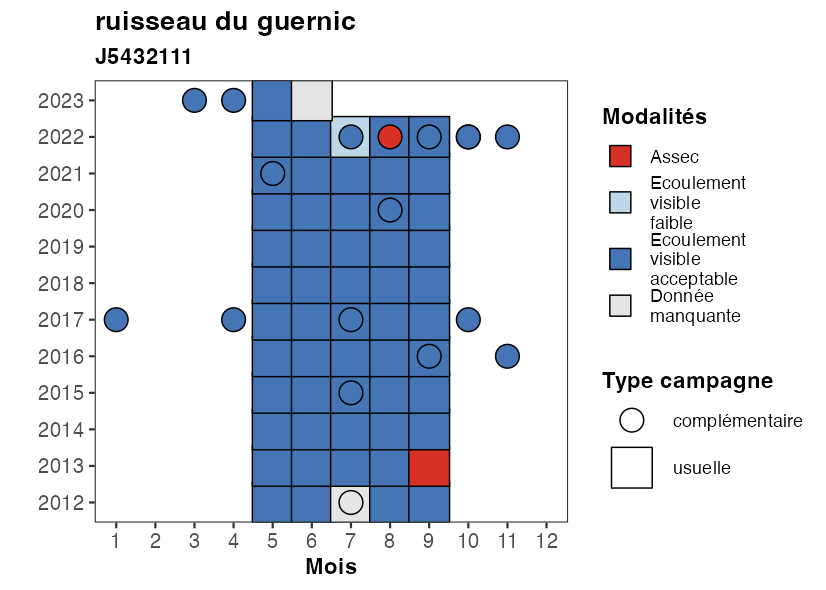 ruisseau du guernic
J5432111
2023
2022
2021
2020
2019
2018
2017
2016
2015
2014
2013
2012
1 2 3 4 5 6 7 8 9 10 11 12
Mois
Modalités
Assec
Ecoulement
visible
faible
Ecoulement
visible
acceptable
Donnée
manquante
Type campagne
complémentaire
usuelle